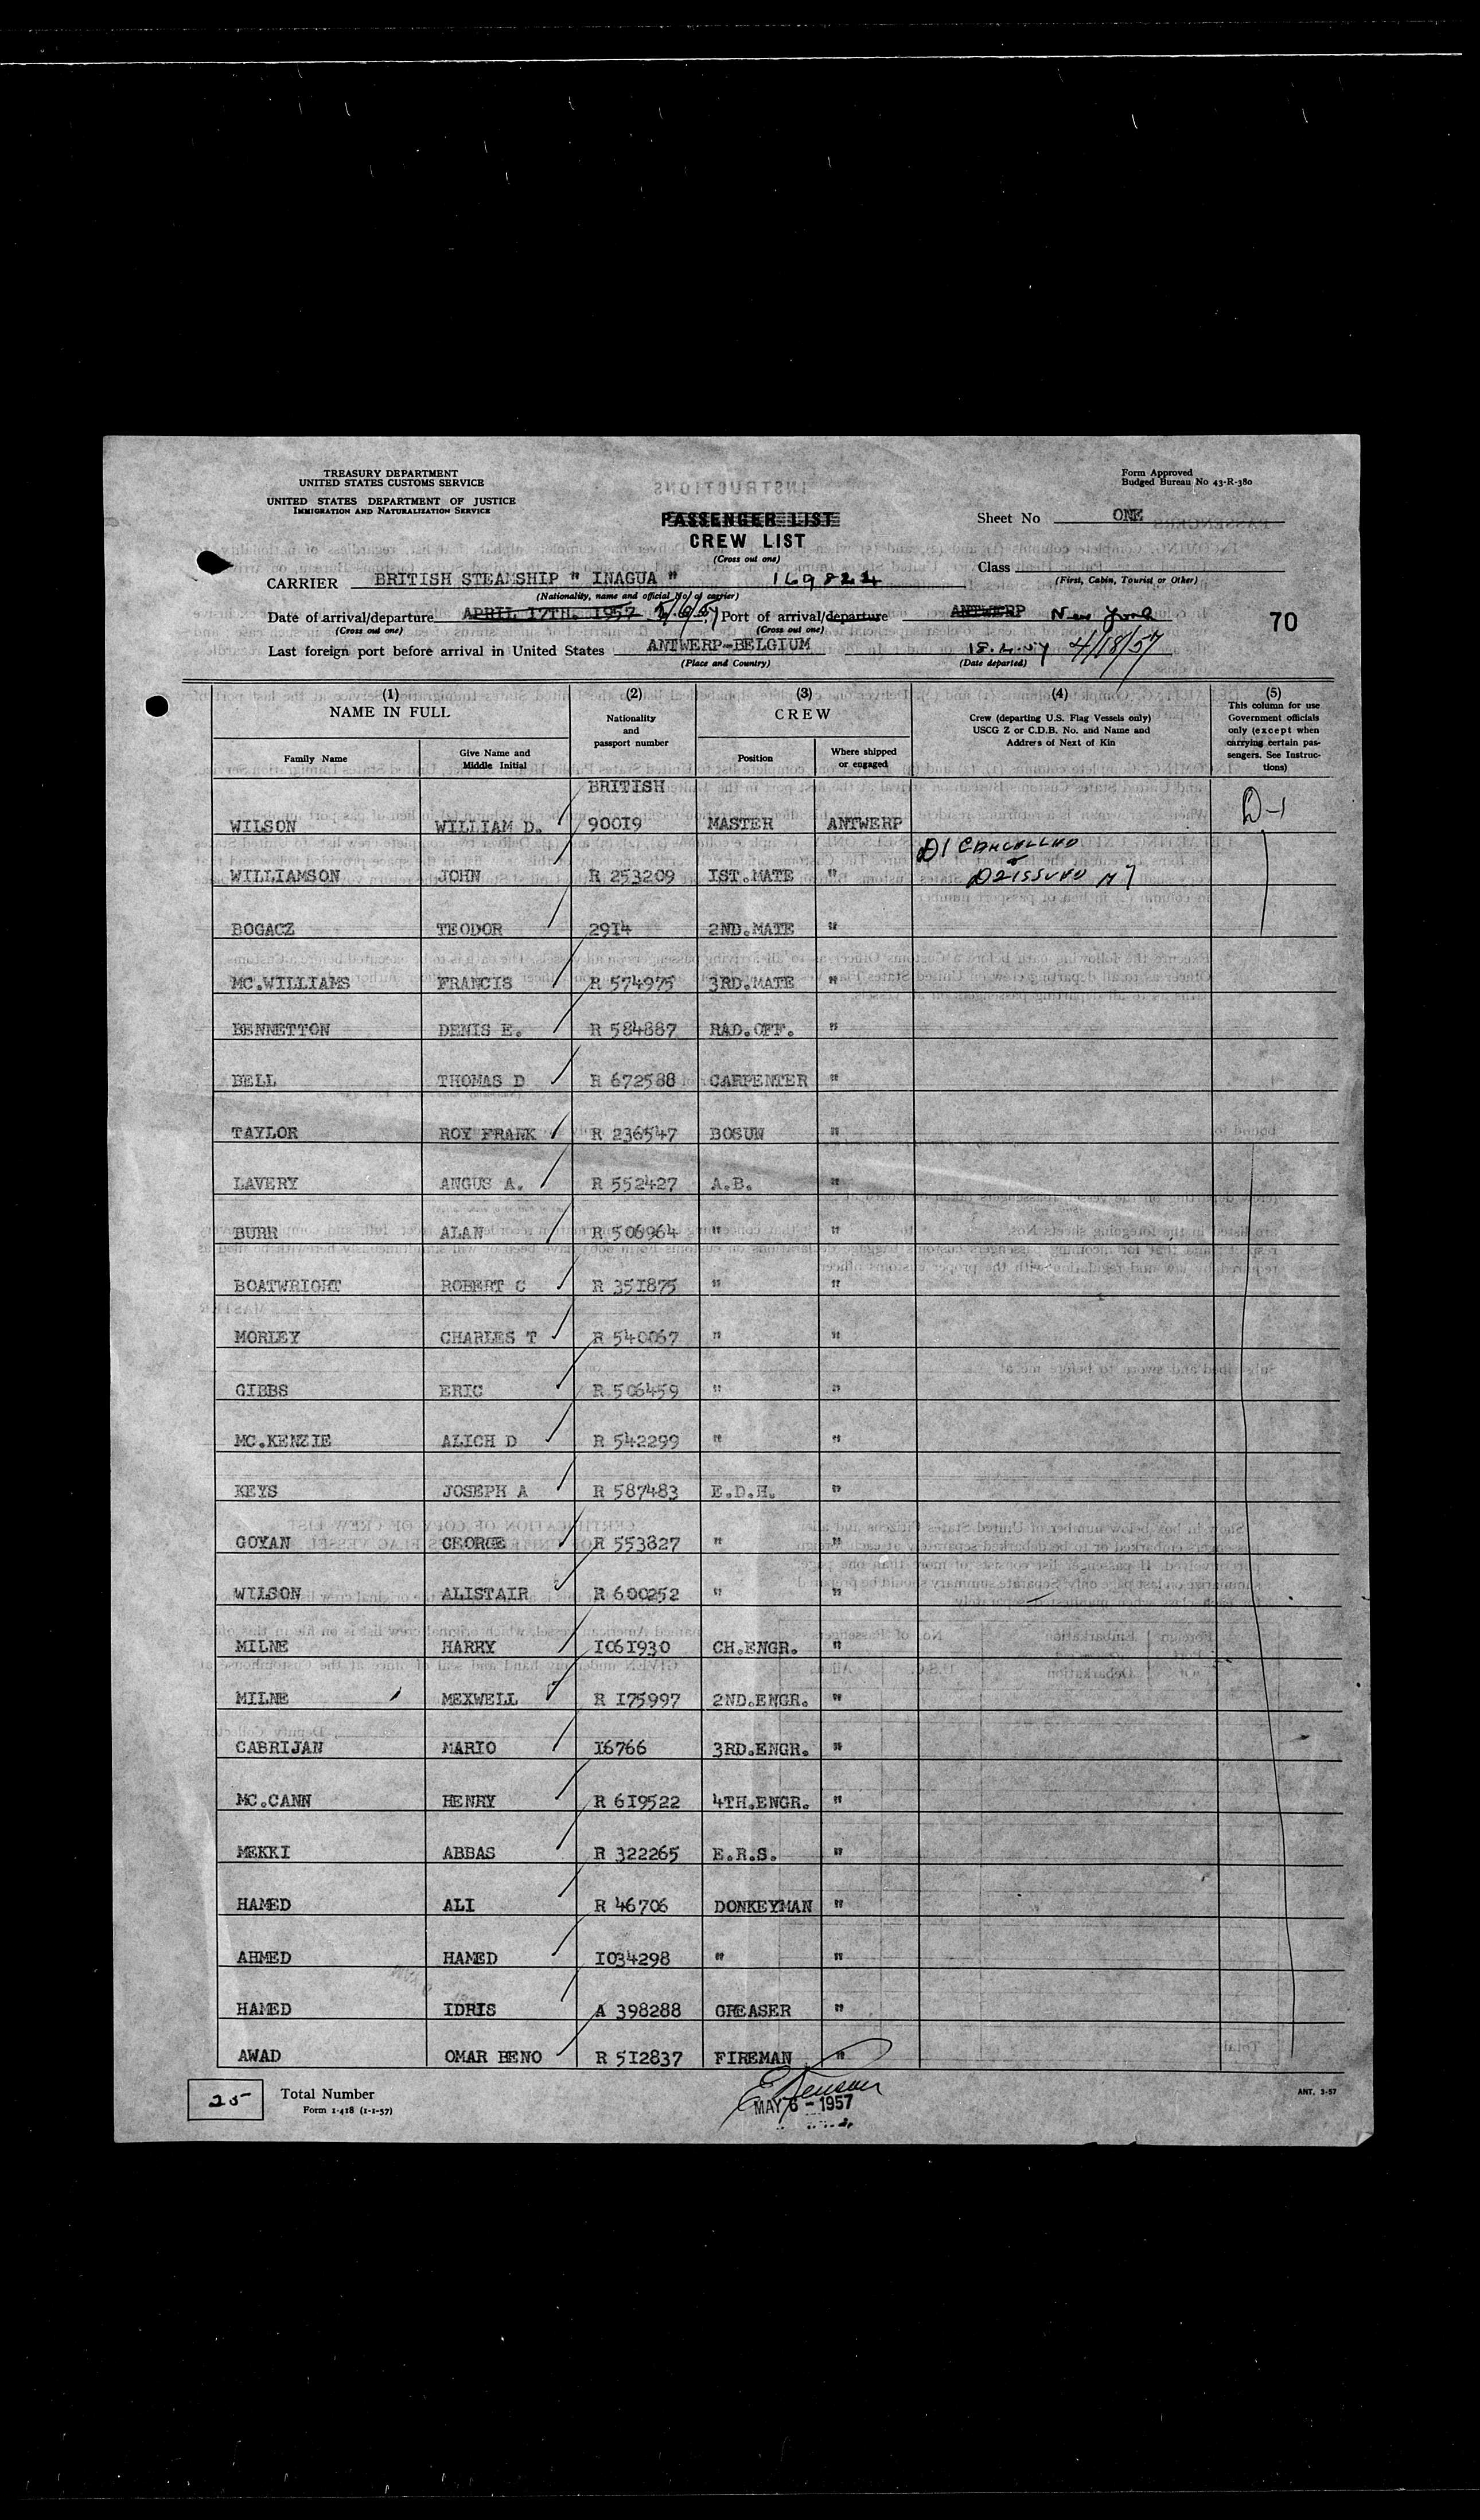 TREASURY DEPARTMENT
UNITED STATES CUSTOMS SERVICE
UNITED STATES DEPARTMENT OF JUSTICE
IMMIGRATION AND NATURALIZATION SERVICE
Form Approved
Budged Bureau No 43-R-380
PASSENGER LIST
CREW LIST
(Cross out one)
Sheet No ONE
CARRIER BRITISH STEAMSHIP " INAGUA " 169824
(Nationality, name and official No. of carrier)
Class
(First, Cabin, Tourist or Other)
Date of arrival/departure APRIL 17TH. 1957 5/6/57 Port of arrival/departure ANTWERP New York
(Cross out one) (Cross out one)
70
Last foreign port before arrival in United States ANTWERP-BELGIUM 18.4.57 4/18/57
(Place and Country) (Date departed)
(1) (2) (3) (4) (5)
NAME IN FULL
Nationality and passport number
CREW
Crew (departing U.S. Flag Vessels only) USCG Z or C.D.B. No. and Name and Address of Next of Kin
This column for use Government officials only (except when carrying certain passengers. See Instructions)
Family Name Give Name and Middle Initial Position Where shipped or engaged
BRITISH
WILSON WILLIAM D. 90019 MASTER ANTWERP D-1
D1 CANCELLED
WILLIAMSON JOHN R 253209 IST.MATE "
D2 ISSUED
BOGACZ TEODOR 2914 2ND.MATE "
MC.WILLIAMS FRANCIS R 574975 3RD.MATE "
BENNETTON DENIS E. R 584887 RAD.OFF. "
BELL THOMAS D R 672588 CARPENTER "
TAYLOR ROY FRANK R 236547 BOSUN "
LAVERY ANGUS A. R 552427 A.B. "
BURR ALAN R 506964 " "
BOATWRIGHT ROBERT C R 351875 " "
MORLEY CHARLES T R 540067 " "
GIBBS ERIC R 506459 " "
MC.KENZIE ALICH D R 542299 " "
KEYS JOSEPH A R 587483 E.D.H. "
GOYAN GEORGE R 553827 " "
WILSON ALISTAIR R 600252 " "
MILNE HARRY I061930 CH.ENGR. "
MILNE MEXWELL R 175997 2ND.ENGR. "
CABRIJAN MARIO I6766 3RD.ENGR. "
MC.CANN HENRY R 619522 4TH.ENGR. "
MEKKI ABBAS R 322265 E.R.S. "
HAMED ALI R 46706 DONKEYMAN "
AHMED HAMED I034298 " "
HAMED IDRIS A 398288 GREASER "
AWAD OMAR BENO R 512837 FIREMAN "
25 Total Number
Form I-418 (1-1-57)
MAY 6 - 1957
ANT. 3-57